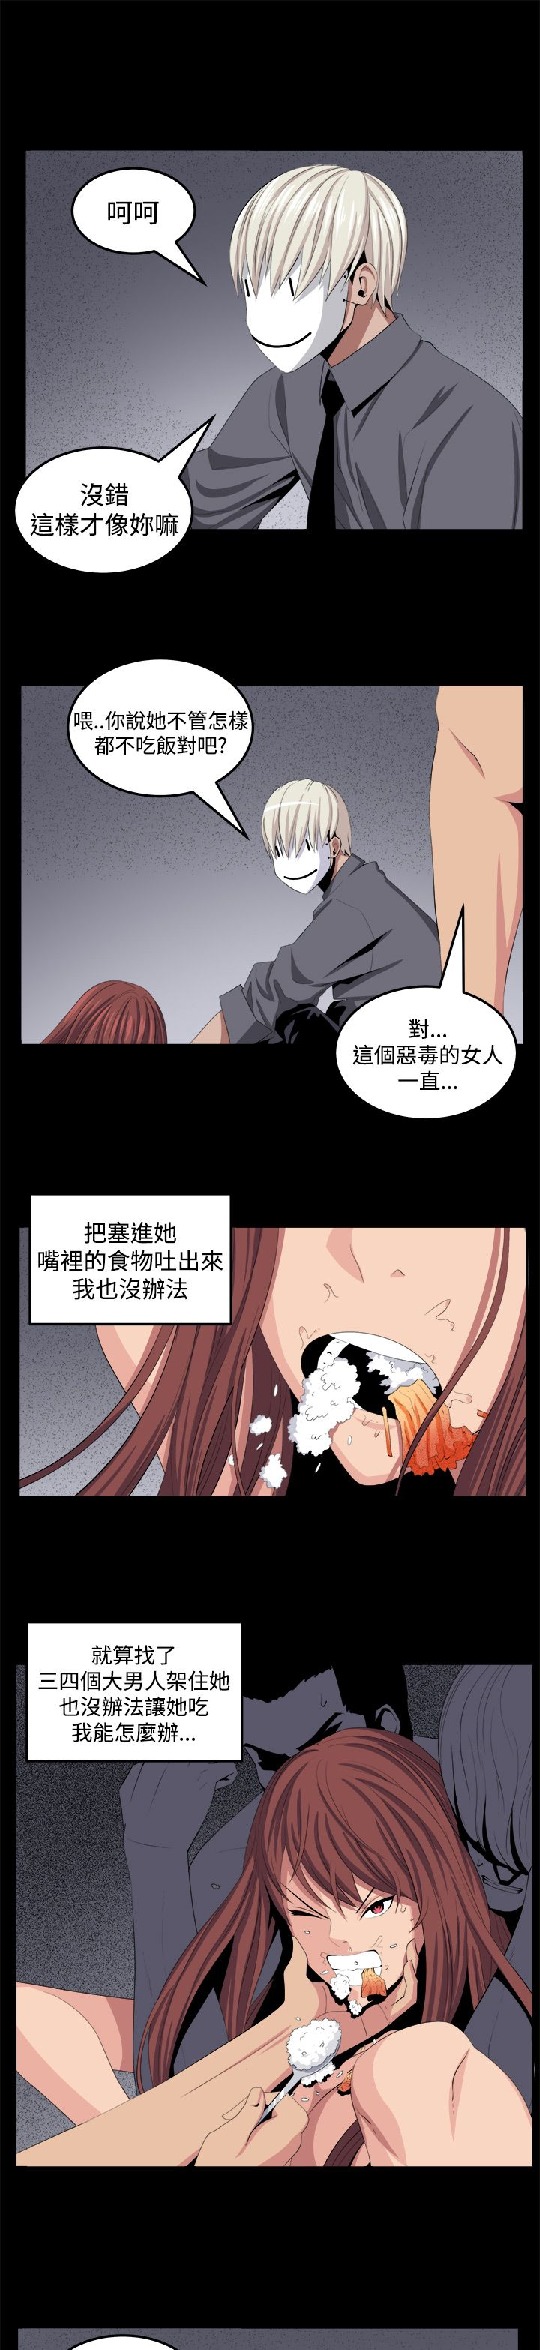 呵呵
沒錯
這樣才像妳嘛
喂..你說她不管怎樣
都不吃飯對吧?
對...
這個惡毒的女人
一直...
把塞進她
嘴裡的食物吐出來
我也沒辦法
就算找了
三四個大男人架住她
也沒辦法讓她吃
我能怎麼辦...